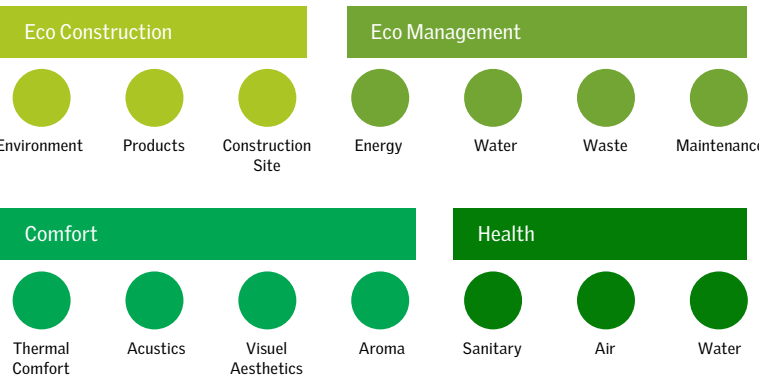 Eco Construction
Eco Management
Environment Products Construction Site Energy Water Waste Maintenance
Comfort
Health
Thermal Comfort Acustics Visuel Aesthetics Aroma Sanitary Air Water